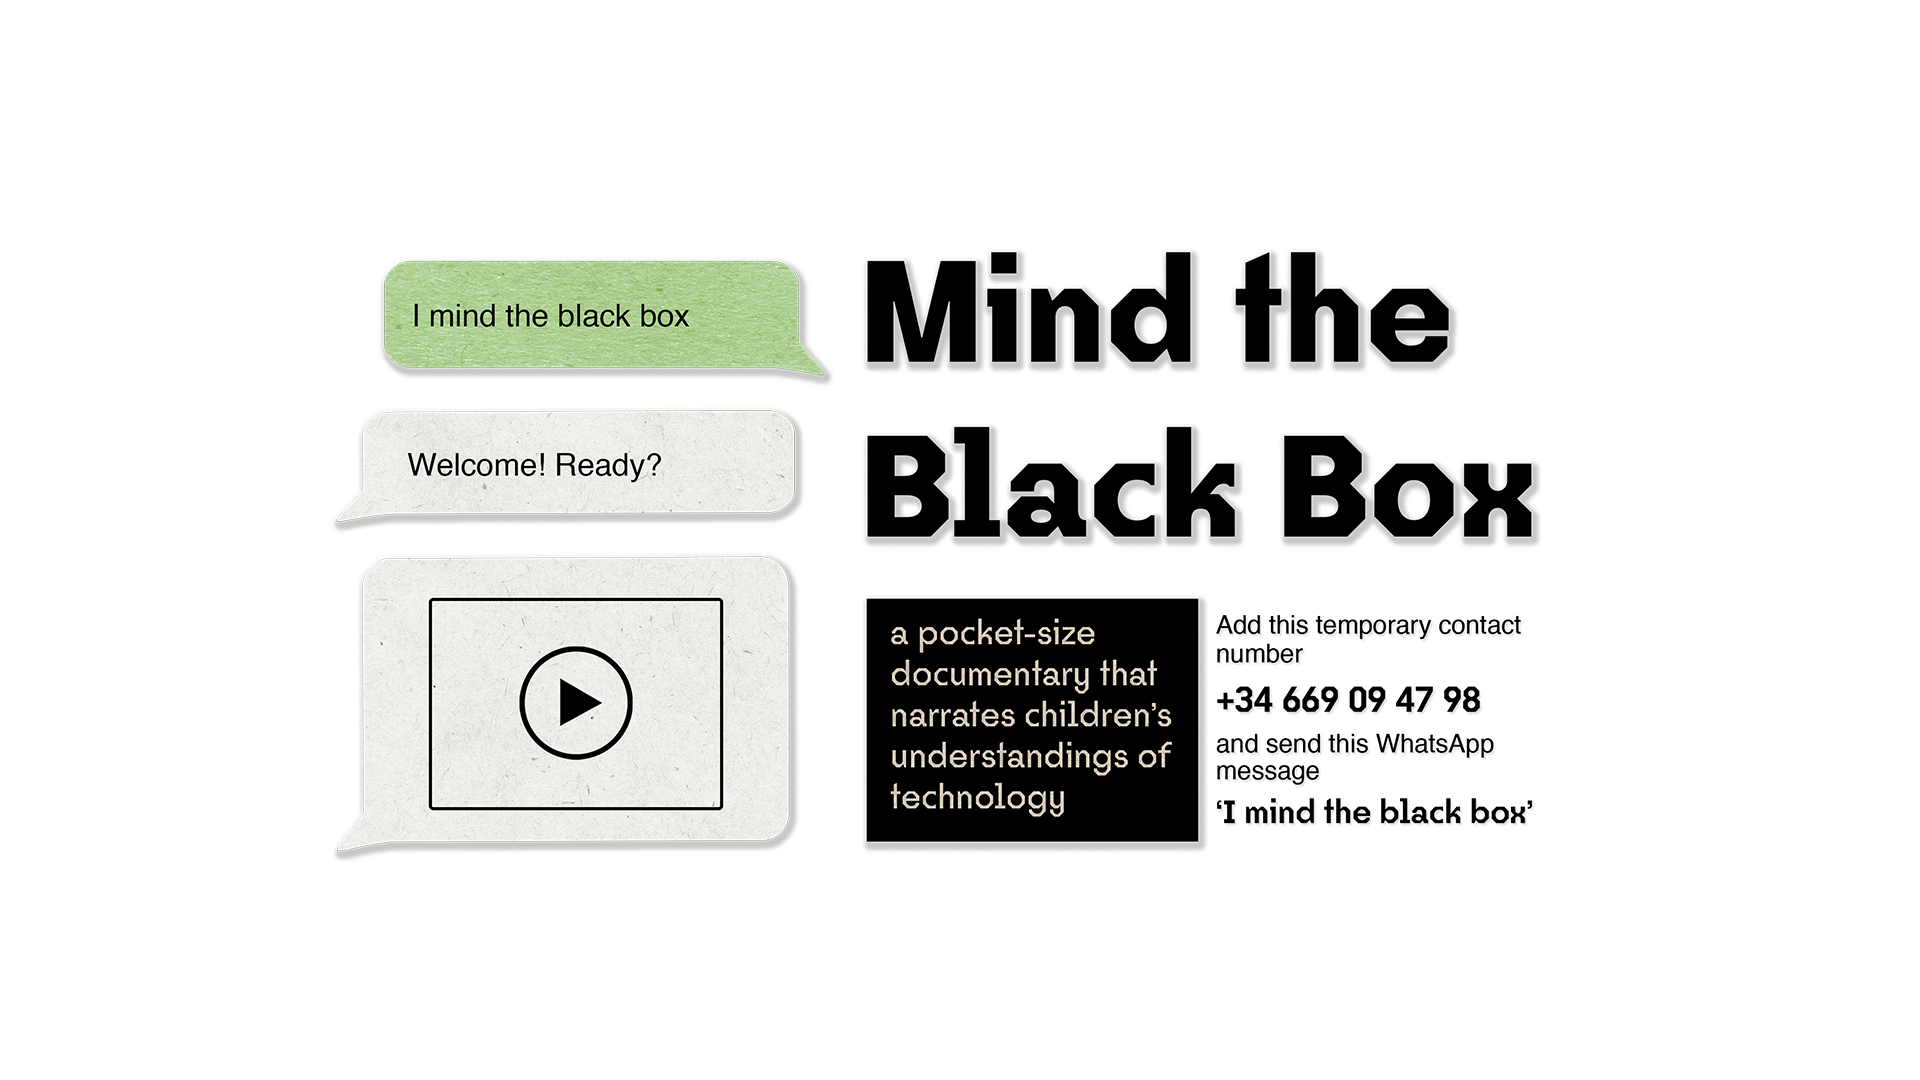 I mind the black box
Welcome! Ready?
Mind the
Black Box
a pocket-size
documentary that
narrates children’s
understandings of
technology
Add this temporary contact
number
+34 669 09 47 98
and send this WhatsApp
message
‘I mind the black box’